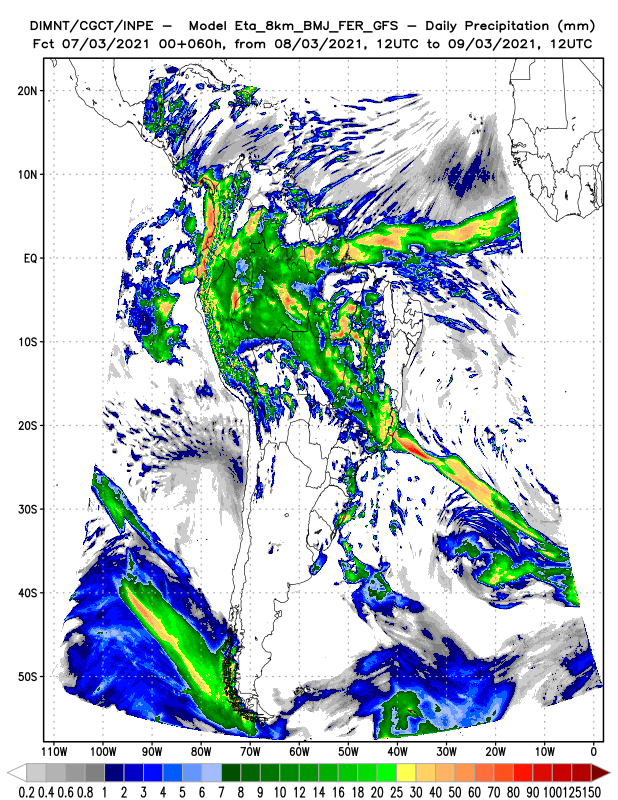 DIMNT/CGCT/INPE − Model Eta_8km_BMJ_FER_GFS − Daily Precipitation (mm)
Fct 07/03/2021 00+060h, from 08/03/2021, 12UTC to 09/03/2021, 12UTC
20N
10N
EQ
10S
20S
30S
40S
50S
110W 100W 90W 80W 70W 60W 50W 40W 30W 20W 10W 0
0.2 0.4 0.6 0.8 1 2 3 4 5 6 7 8 9 10 12 14 16 18 20 25 30 40 50 60 70 80 90 100 125 150